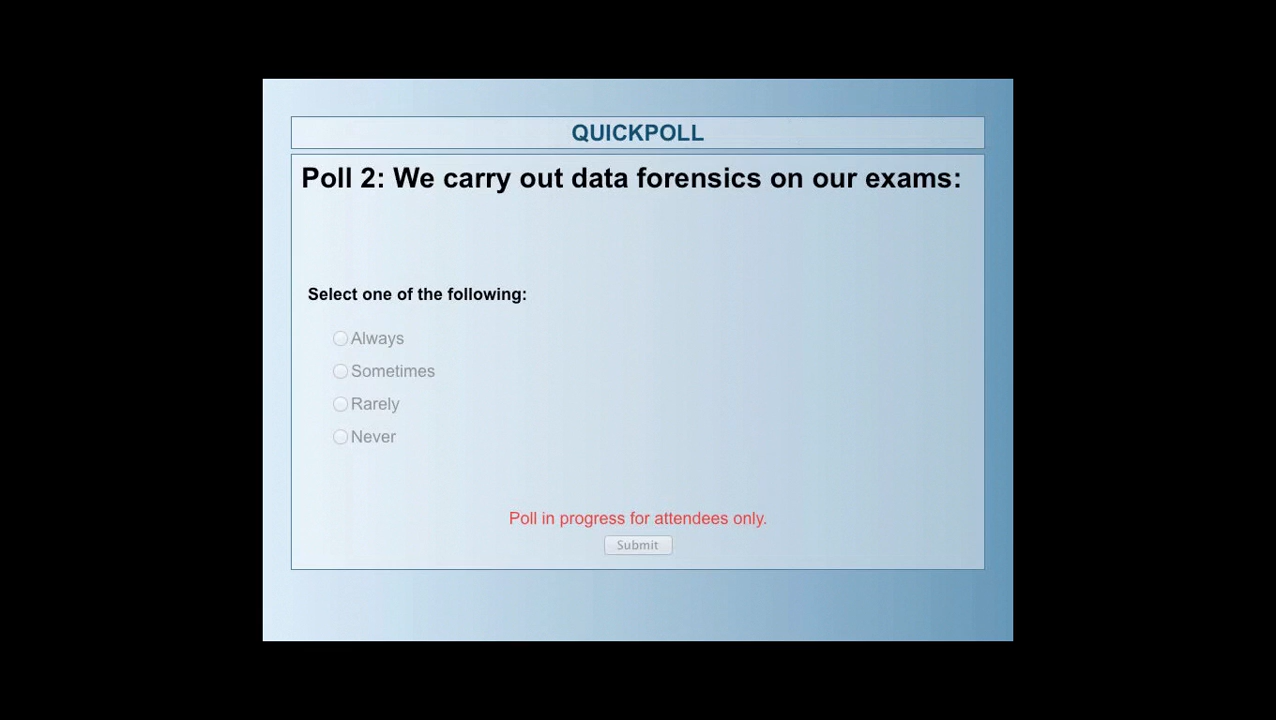 QUICKPOLL
Poll 2: We carry out data forensics on our exams:
Select one of the following:
Always
Sometimes
Rarely
Never
Poll in progress for attendees only.
Submit